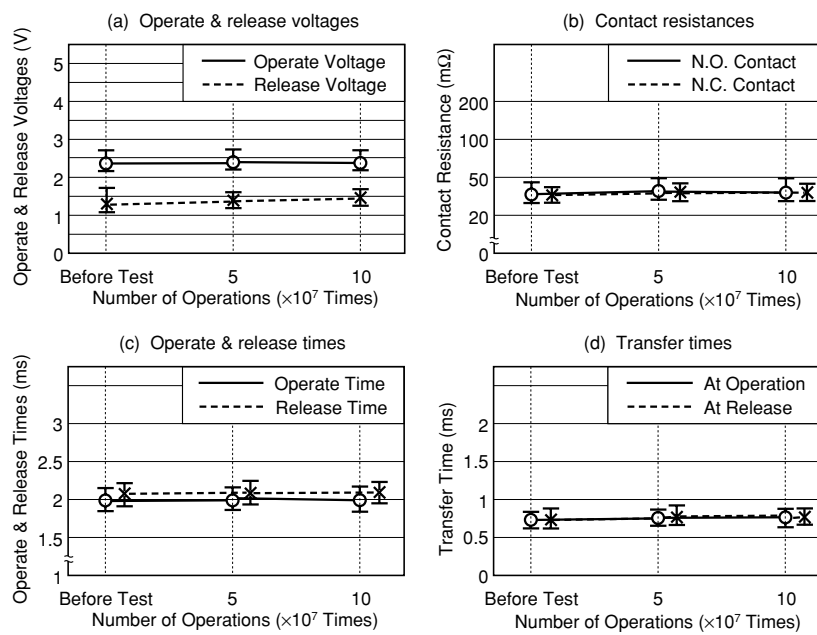 (a) Operate & release voltages
Operate & Release Voltages (V)
5
4
3
2
1
0
Operate Voltage
Release Voltage
Before Test
5
10
Number of Operations (×10⁷ Times)
(b) Contact resistances
Contact Resistance (mΩ)
200
100
50
20
0
N.O. Contact
N.C. Contact
Before Test
5
10
Number of Operations (×10⁷ Times)
(c) Operate & release times
Operate & Release Times (ms)
3
2.5
2
1.5
1
Operate Time
Release Time
Before Test
5
10
Number of Operations (×10⁷ Times)
(d) Transfer times
Transfer Time (ms)
2
1
0.5
0
At Operation
At Release
Before Test
5
10
Number of Operations (×10⁷ Times)